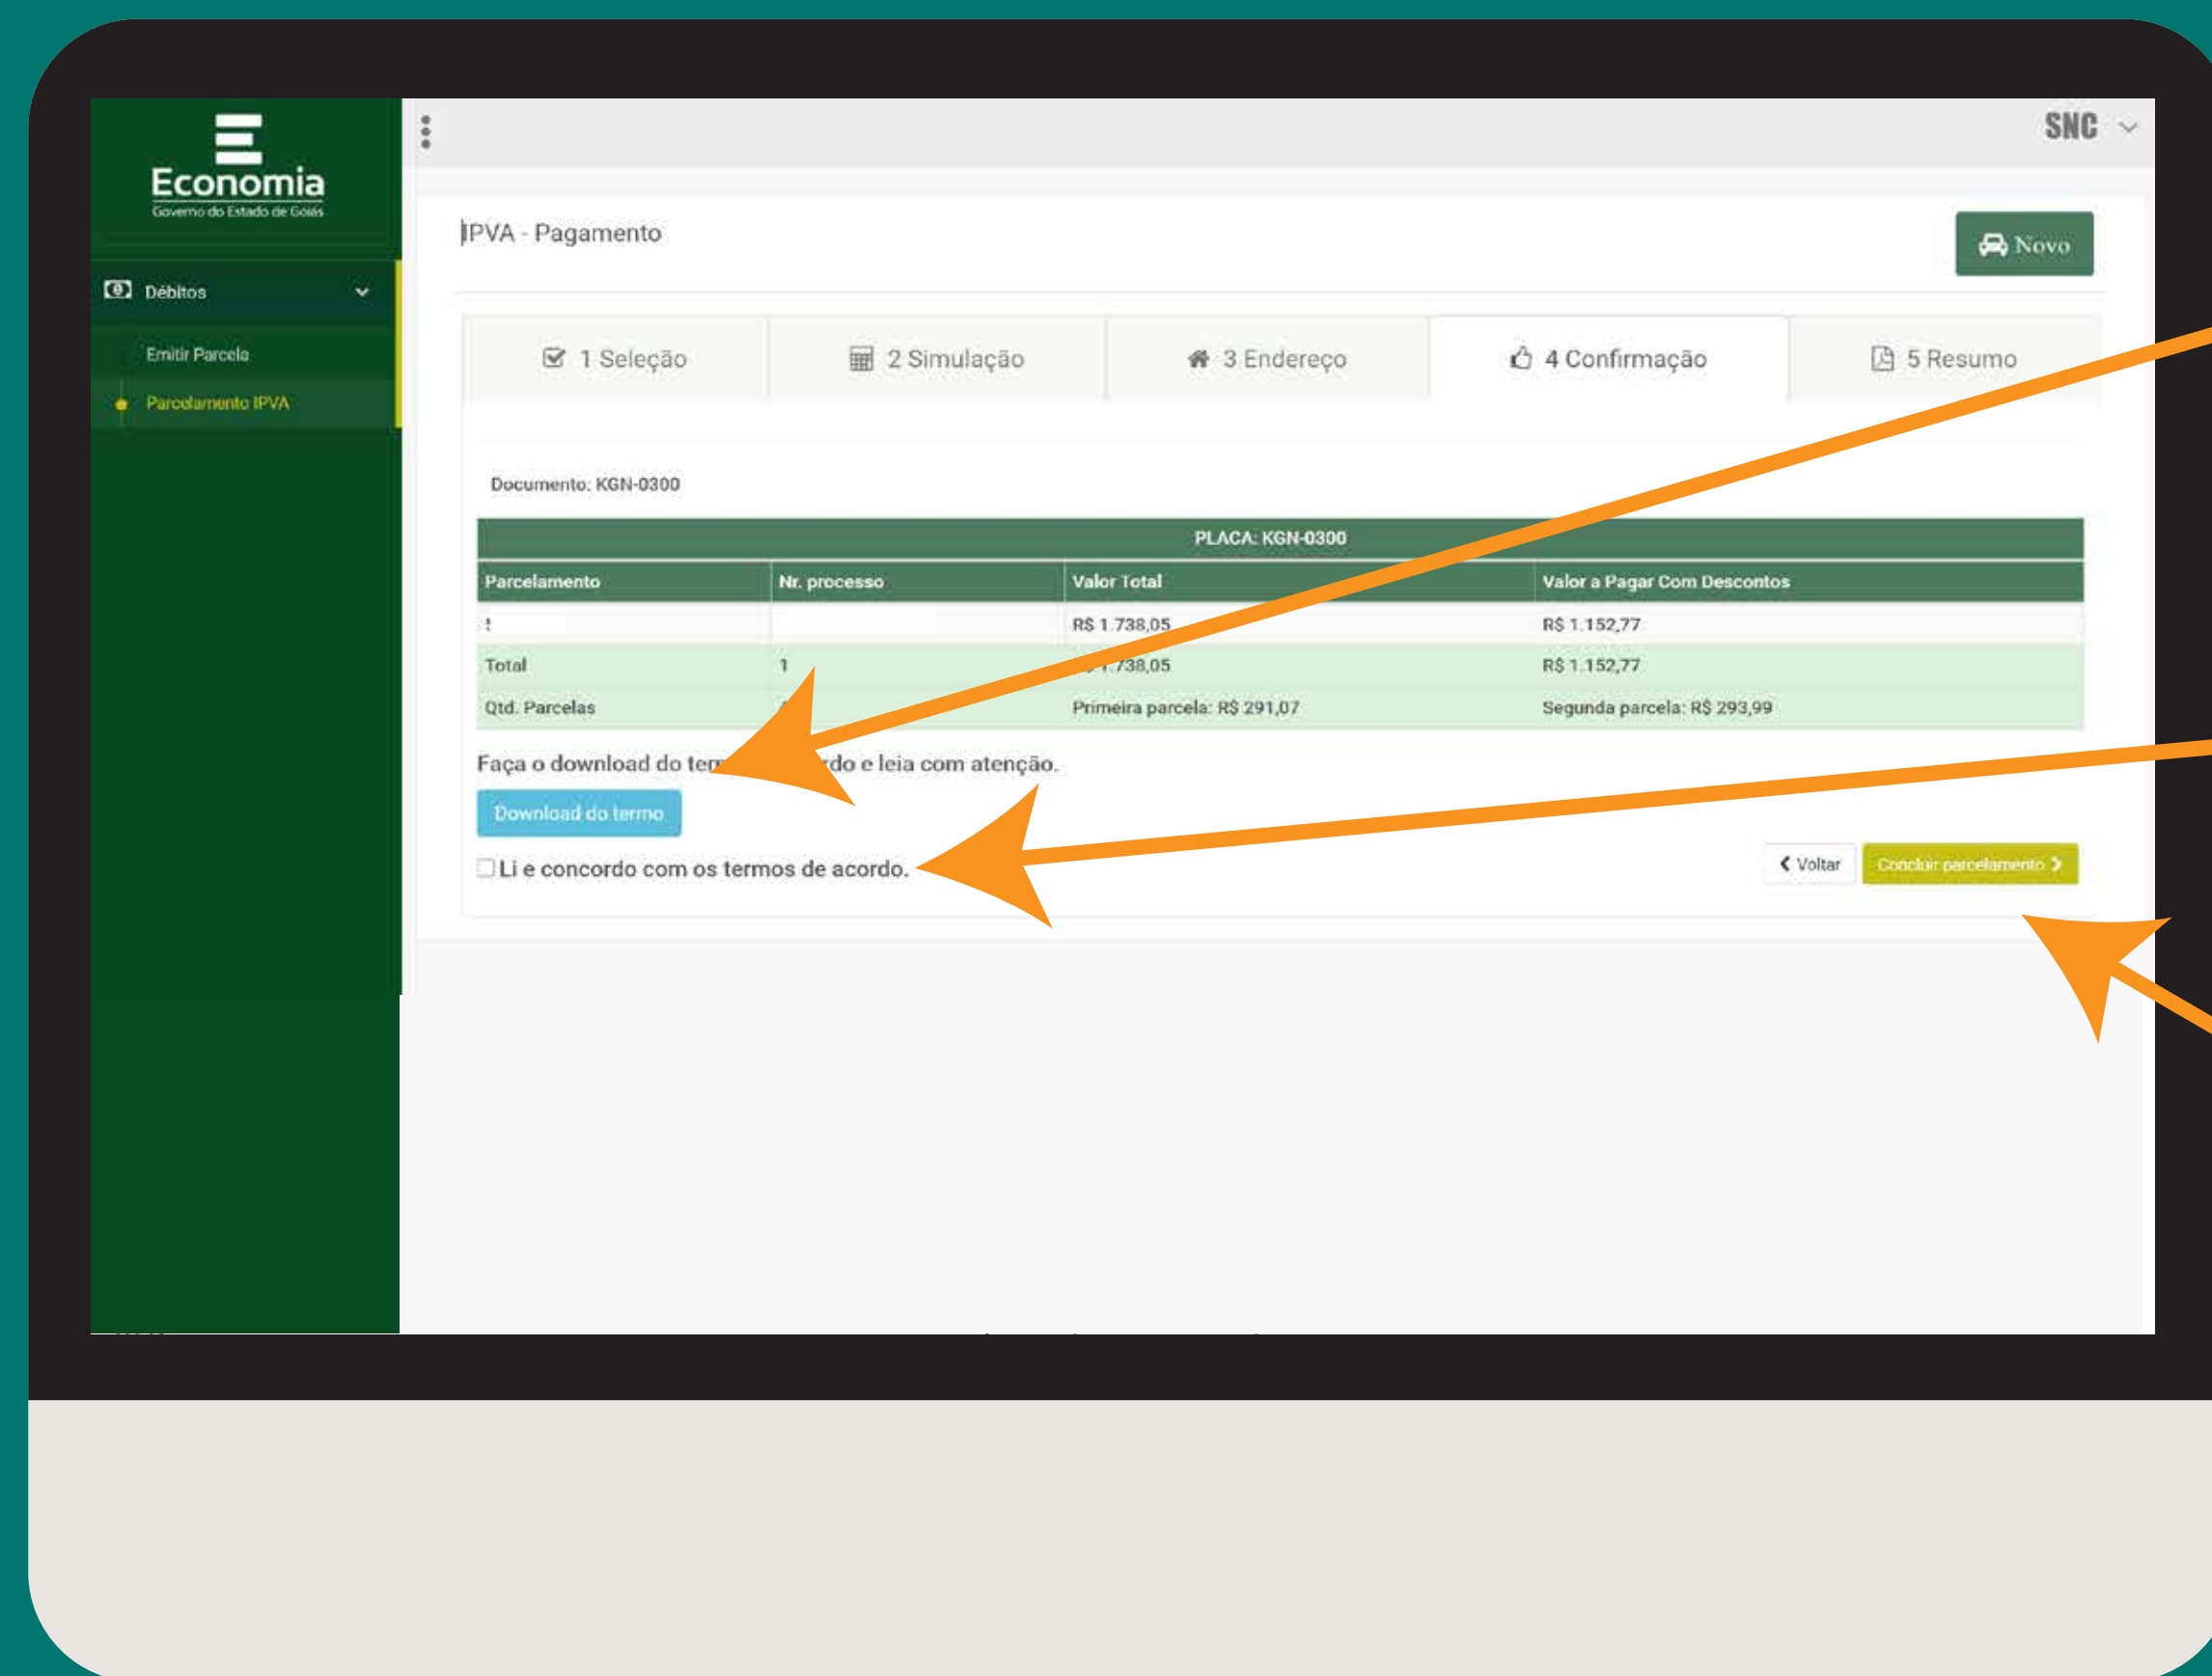 SNC
Economia
Governo do Estado de Goiás
IPVA - Pagamento
Novo
Débitos
Emitir Parcela
Parcelamento IPVA
1 Seleção
2 Simulação
3 Endereço
4 Confirmação
5 Resumo
Documento: KGN-0300
PLACA: KGN-0300
Parcelamento Nr. processo Valor Total Valor a Pagar Com Descontos
R$ 1.738,05 R$ 1.152,77
Total 1 1.738,05 R$ 1.152,77
Qtd. Parcelas Primeira parcela: R$ 291,07 Segunda parcela: R$ 293,99
Faça o download do e leia com atenção.
Download do termo
Li e concordo com os termos de acordo.
Voltar
Concluir parcelamento